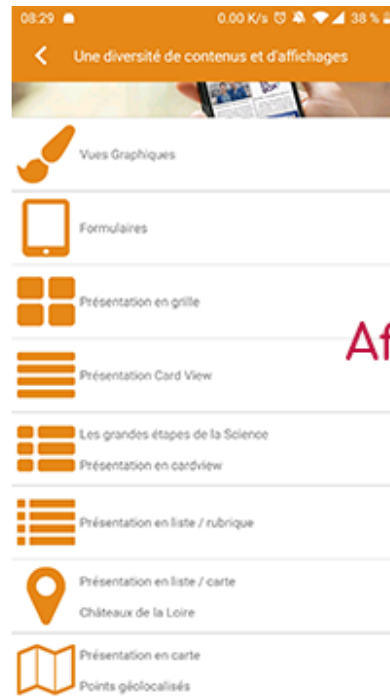 08:29 0.00 K/s 38 %
Une diversité de contenus et d'affichages
Vues Graphiques
Formulaires
Présentation en grille
Af
Présentation Card View
Les grandes étapes de la Science
Présentation en cardview
Présentation en liste / rubrique
Présentation en liste / carte
Châteaux de la Loire
Présentation en carte
Points géolocalisés